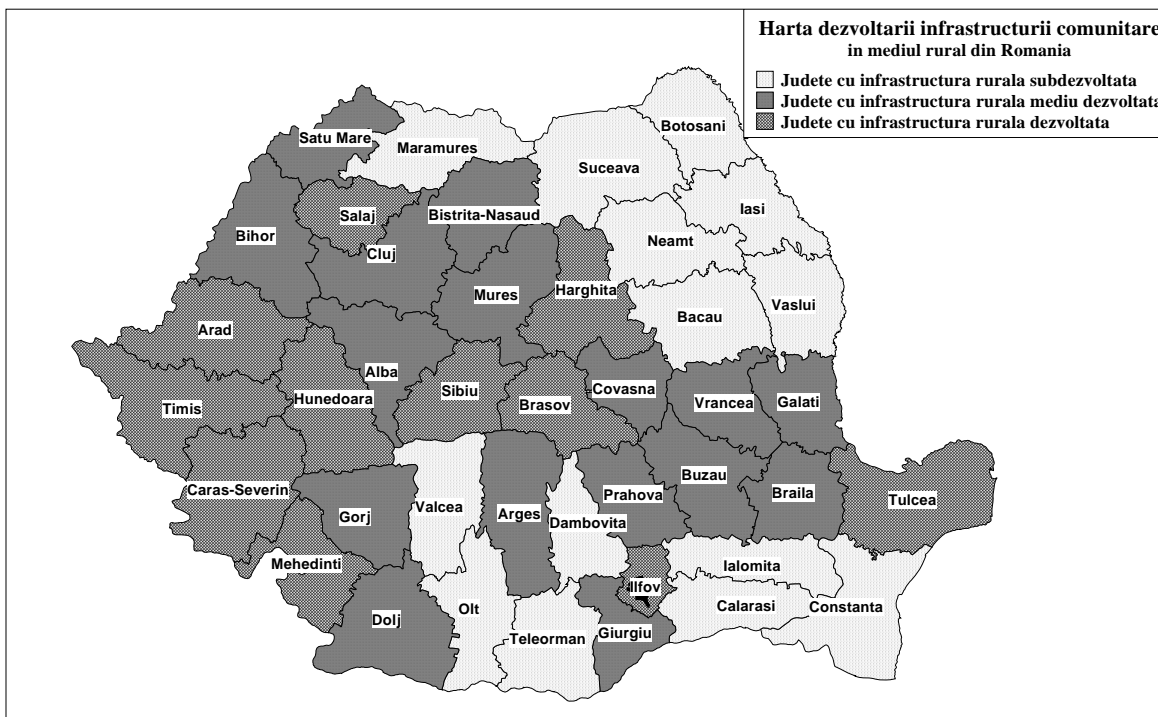 Harta dezvoltarii infrastructurii comunitare
in mediul rural din Romania
Judete cu infrastructura rurala subdezvoltata
Judete cu infrastructura rurala mediu dezvoltata
Judete cu infrastructura rurala dezvoltata
Botosani
Satu Mare
Maramures
Suceava
Iasi
Salaj
Bistrita-Nasaud
Bihor
Neamt
Cluj
Mures
Harghita
Vaslui
Bacau
Arad
Alba
Sibiu
Covasna
Hunedoara
Brasov
Vrancea
Galati
Timis
Buzau
Caras-Severin
Prahova
Braila
Tulcea
Valcea
Arges
Gorj
Dambovita
Mehedinti
Ialomita
Ilfov
Calarasi
Constanta
Olt
Dolj
Giurgiu
Teleorman